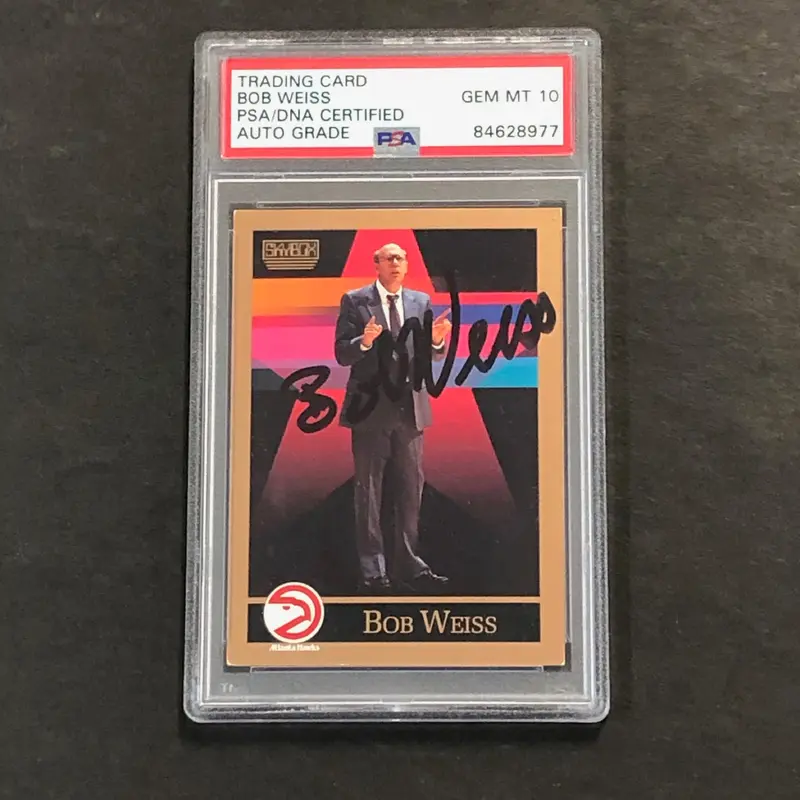 TRADING CARD
BOB WEISS GEM MT 10
PSA/DNA CERTIFIED
AUTO GRADE PSA 84628977
SKYBOX
Bob Weiss
BOB WEISS
Atlanta Hawks